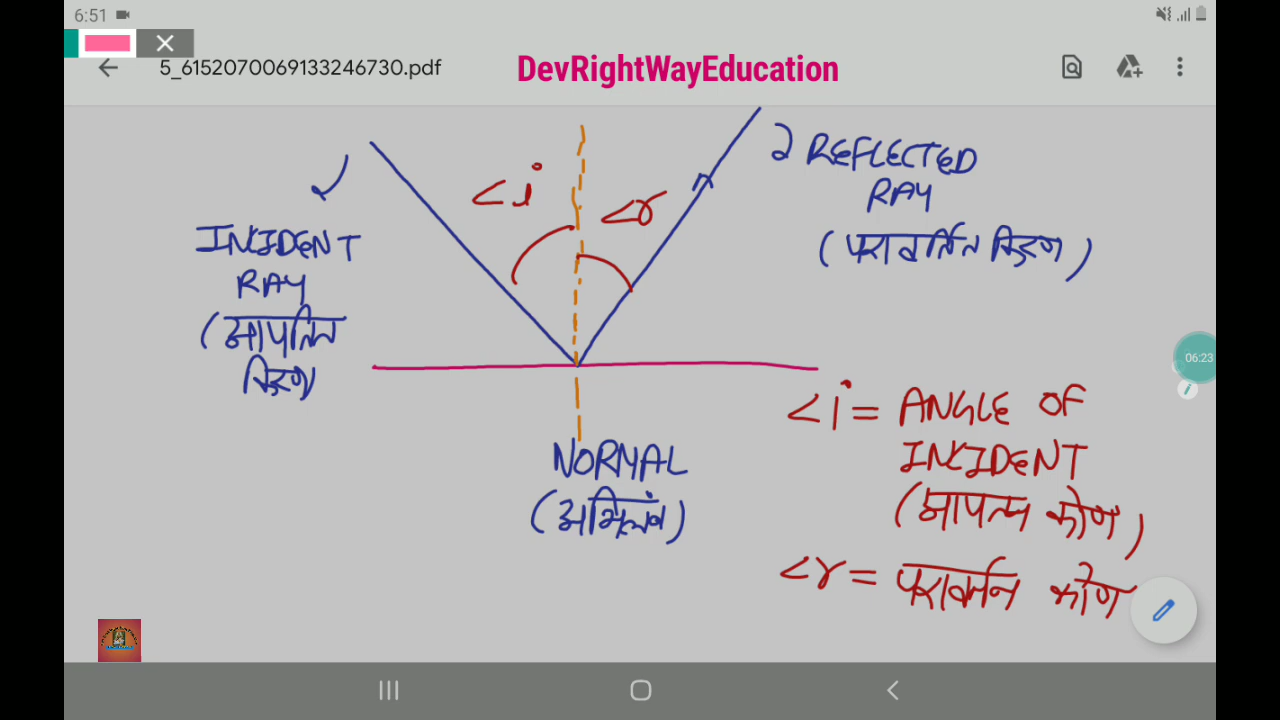 6:51
5_6152070069133246730.pdf
DevRightWayEducation
<i
<r
2 REFLECTED
RAY
(परावर्तित किरण)
INCIDENT
RAY
(आपतित
किरण)
06:23
NORMAL
(अभिलंब)
<i = ANGLE OF
INCIDENT
(आपतन कोण)
<r = परावर्तन कोण